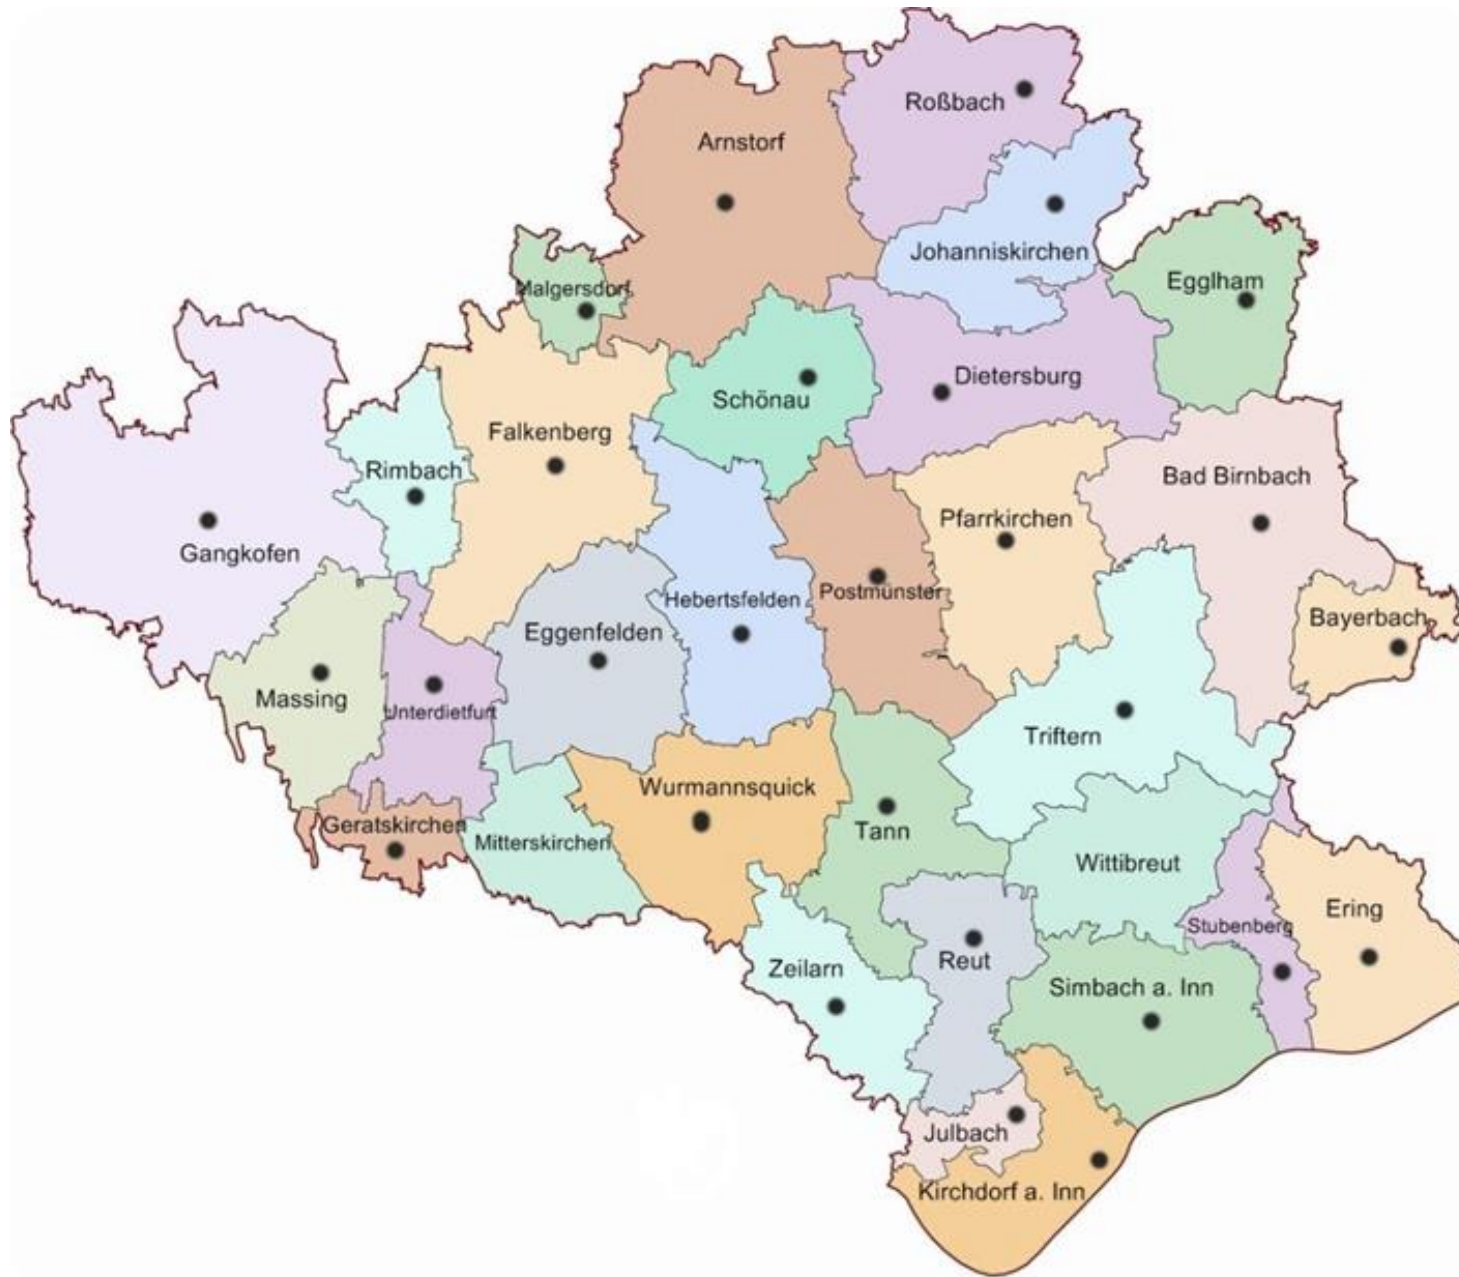 Roßbach
Arnstorf
Johanniskirchen
Egglham
Malgersdorf
Dietersburg
Schönau
Falkenberg
Rimbach
Bad Birnbach
Pfarrkirchen
Gangkofen
Postmünster
Hebertsfelden
Bayerbach
Eggenfelden
Massing
Unterdietfurt
Triftern
Wurmannsquick
Geratskirchen
Tann
Mitterskirchen
Wittibreut
Ering
Stubenberg
Reut
Zeilarn
Simbach a. Inn
Julbach
Kirchdorf a. Inn